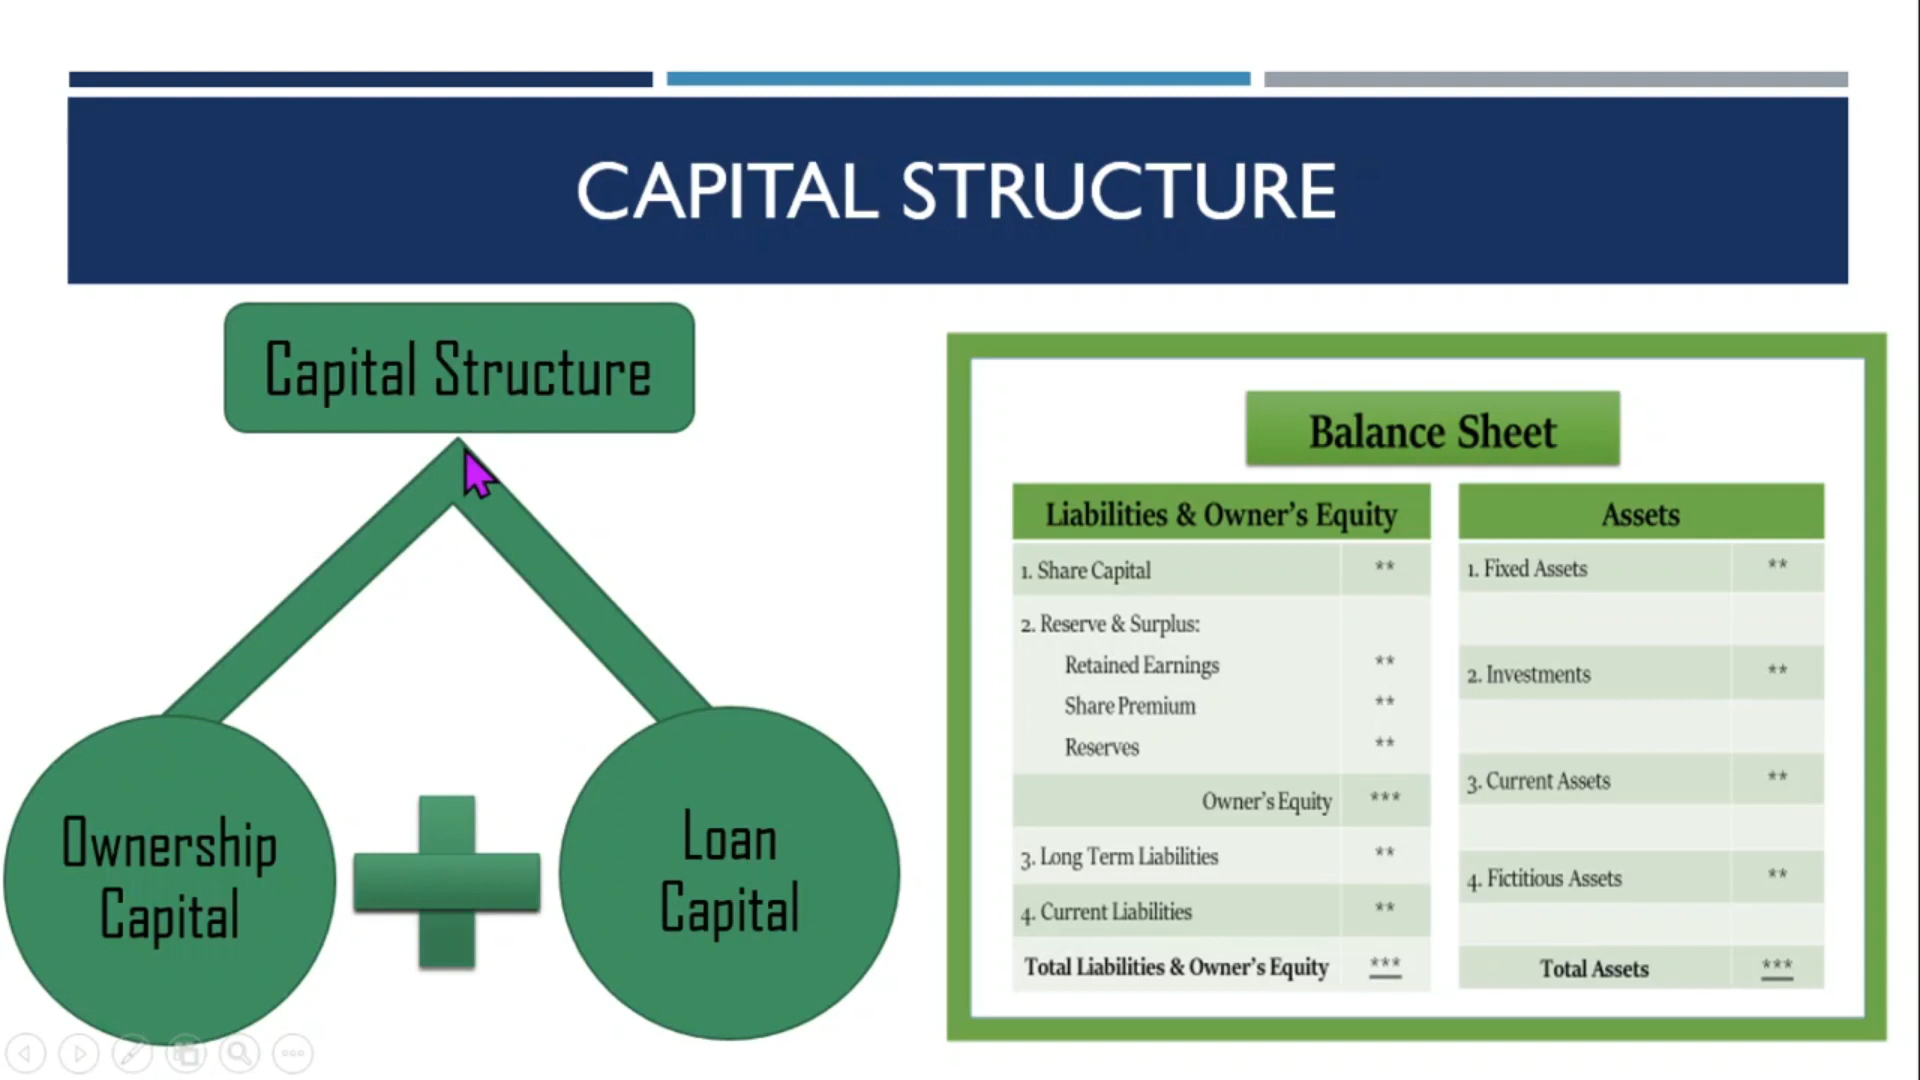 CAPITAL STRUCTURE
Capital Structure
Ownership
Capital
Loan
Capital
Balance Sheet
Liabilities & Owner's Equity
1. Share Capital **
2. Reserve & Surplus:
Retained Earnings **
Share Premium **
Reserves **
Owner's Equity ***
3. Long Term Liabilities **
4. Current Liabilities **
Total Liabilities & Owner's Equity ***
Assets
1. Fixed Assets **
2. Investments **
3. Current Assets **
4. Fictitious Assets **
Total Assets ***